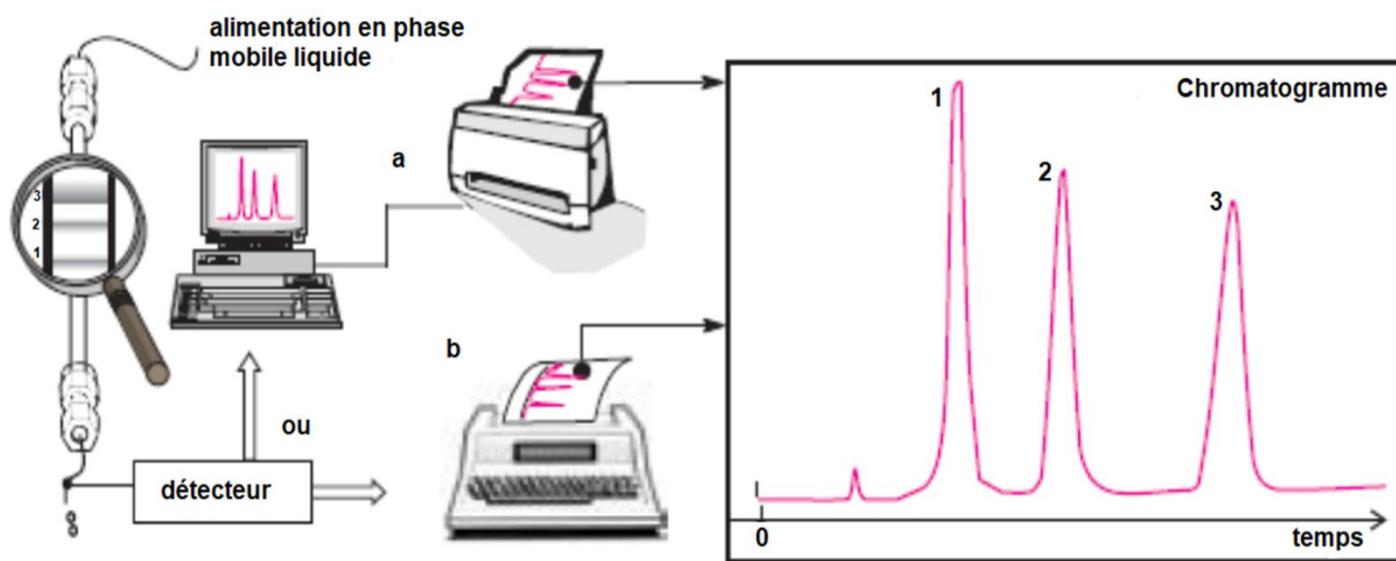 alimentation en phase
mobile liquide
3
2
1
a
b
ou
détecteur
Chromatogramme
1
2
3
0
temps